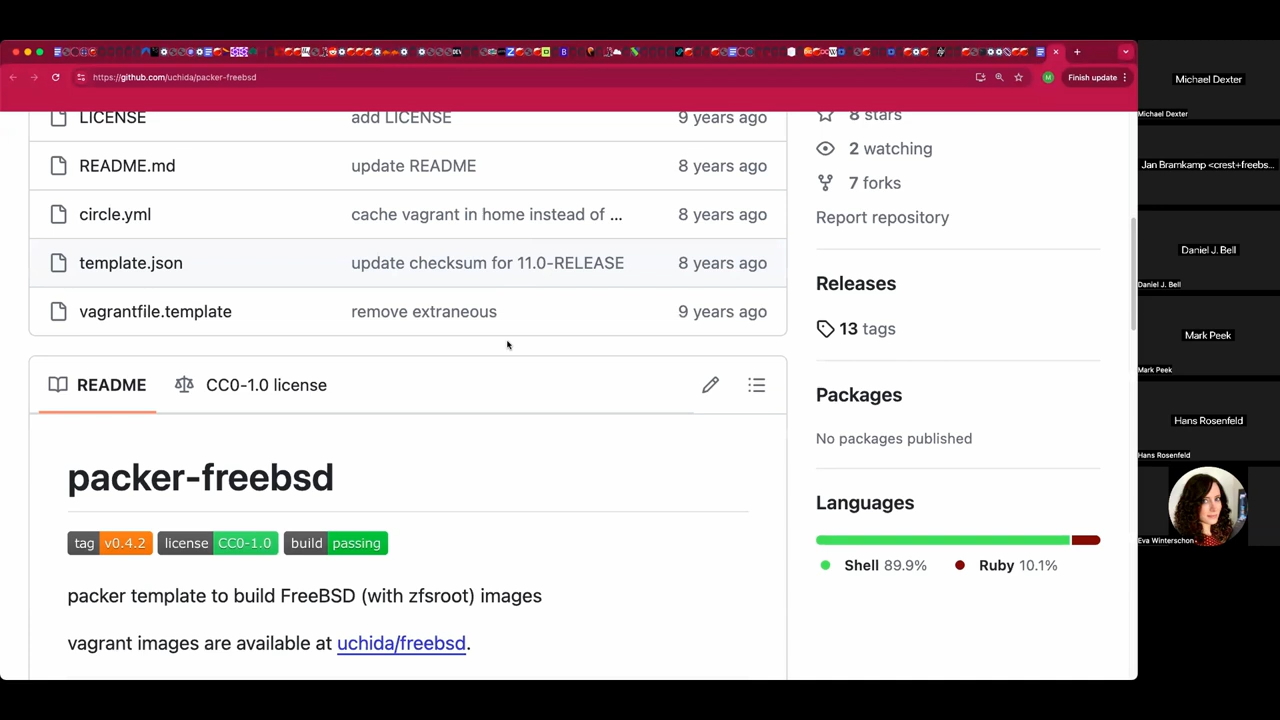 https://github.com/uchida/packer-freebsd
Finish update
LICENSE add LICENSE 9 years ago
README.md update README 8 years ago
circle.yml cache vagrant in home instead of ... 8 years ago
template.json update checksum for 11.0-RELEASE 8 years ago
vagrantfile.template remove extraneous 9 years ago
README CC0-1.0 license
packer-freebsd
tag v0.4.2 license CC0-1.0 build passing
packer template to build FreeBSD (with zfsroot) images
vagrant images are available at uchida/freebsd.
8 stars
2 watching
7 forks
Report repository
Releases
13 tags
Packages
No packages published
Languages
Shell 89.9% Ruby 10.1%
Michael Dexter
Michael Dexter
Jan Bramkamp <crest+freebs...
Daniel J. Bell
Daniel J. Bell
Mark Peek
Mark Peek
Hans Rosenfeld
Hans Rosenfeld
Eva Winterschon